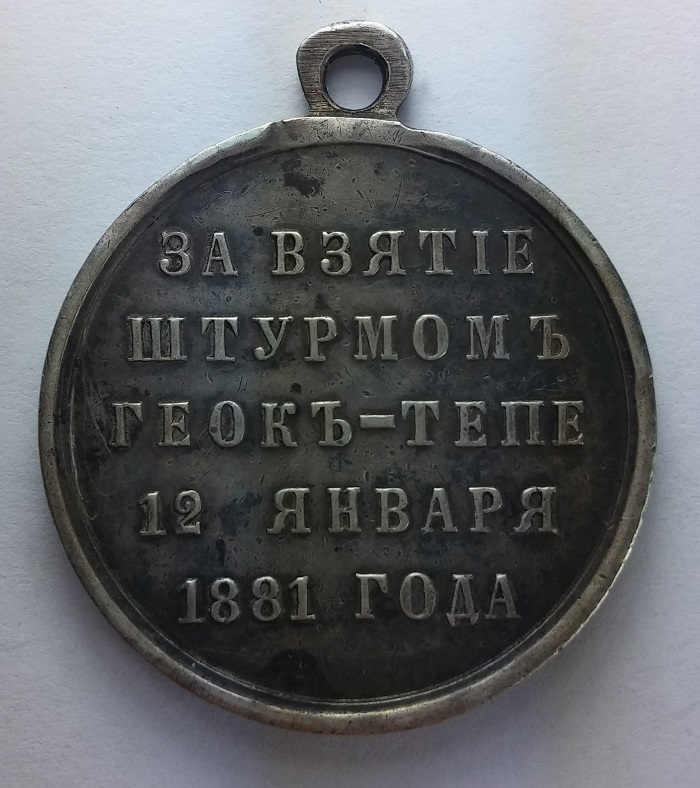 ЗА ВЗЯТІЕ
ШТУРМОМЪ
ГЕОКЪ-ТЕПЕ
12 ЯНВАРЯ
1881 ГОДА